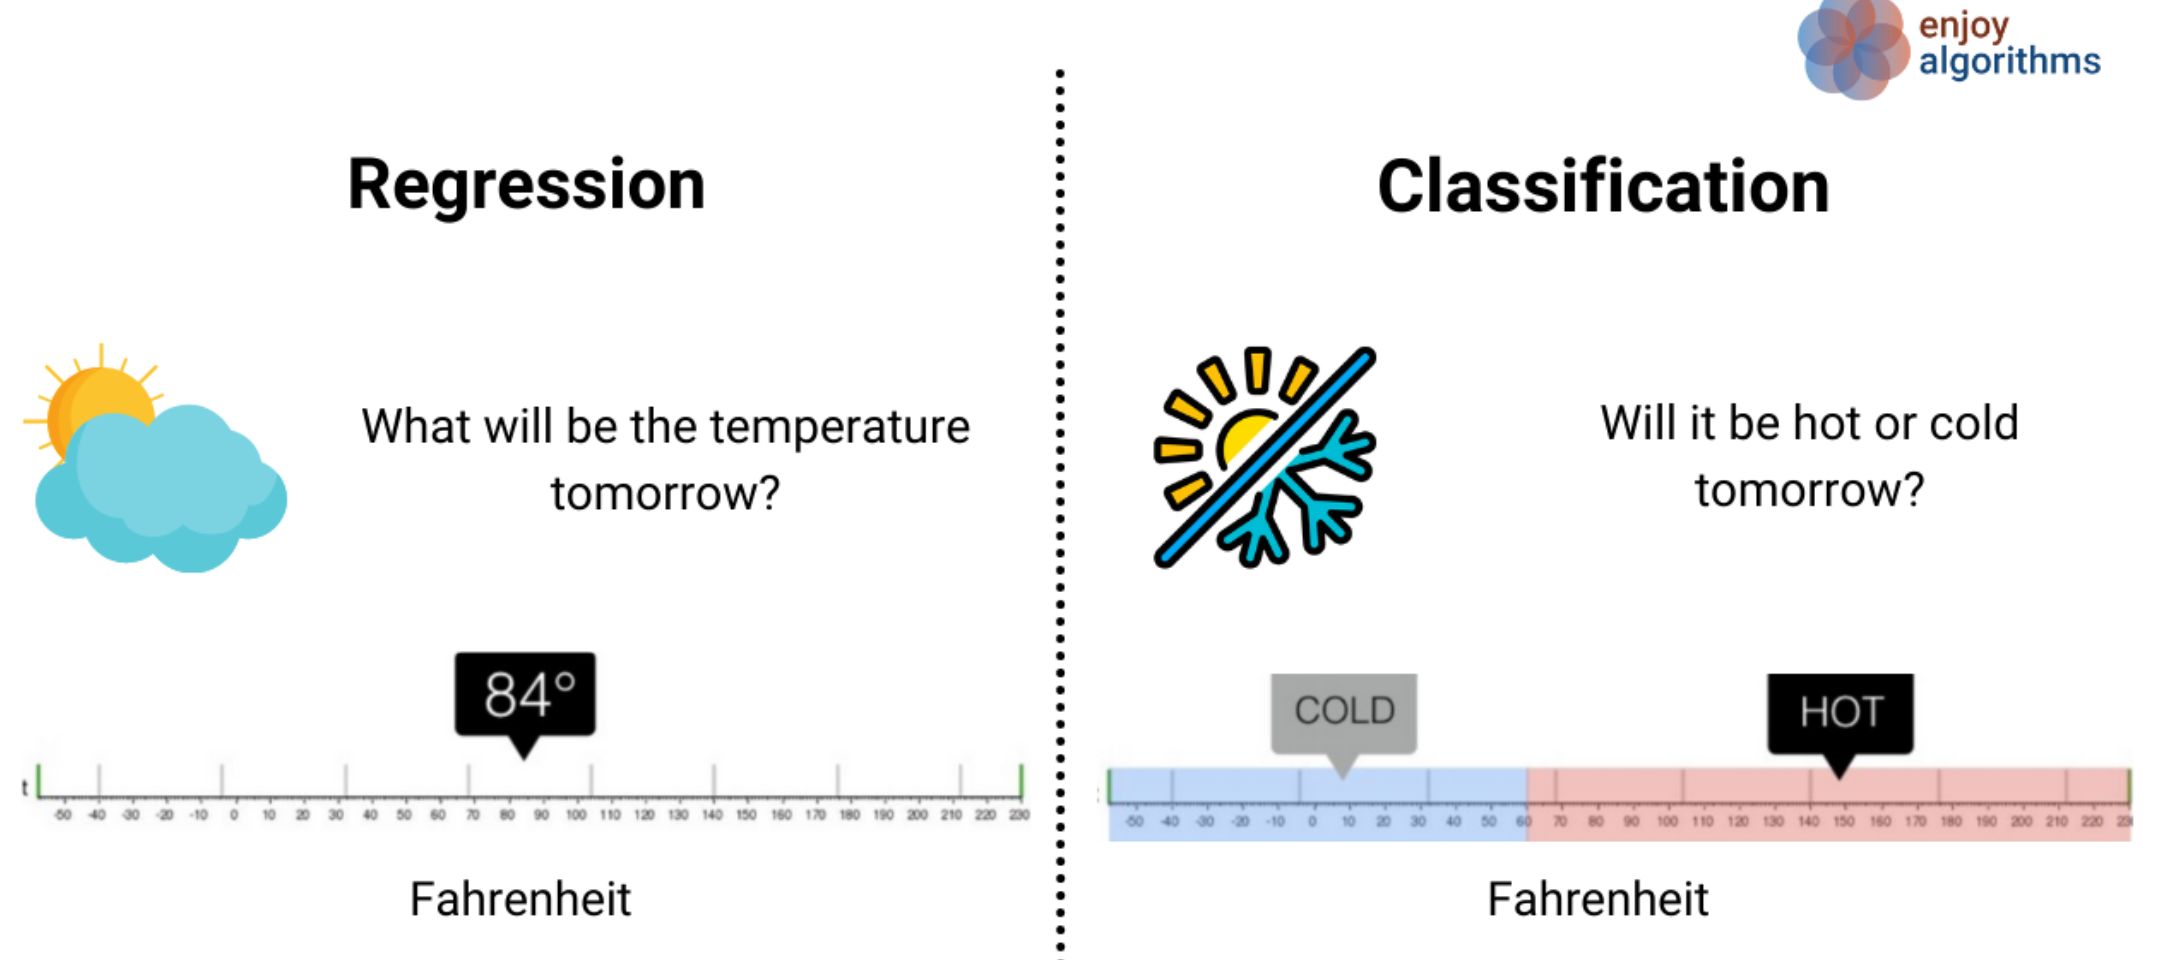 enjoy
algorithms
Regression
What will be the temperature
tomorrow?
84°
t
-50 -40 -30 -20 -10 0 10 20 30 40 50 60 70 80 90 100 110 120 130 140 150 160 170 180 190 200 210 220 230
Fahrenheit
Classification
Will it be hot or cold
tomorrow?
COLD HOT
-50 -40 -30 -20 -10 0 10 20 30 40 50 60 70 80 90 100 110 120 130 140 150 160 170 180 190 200 210 220
Fahrenheit